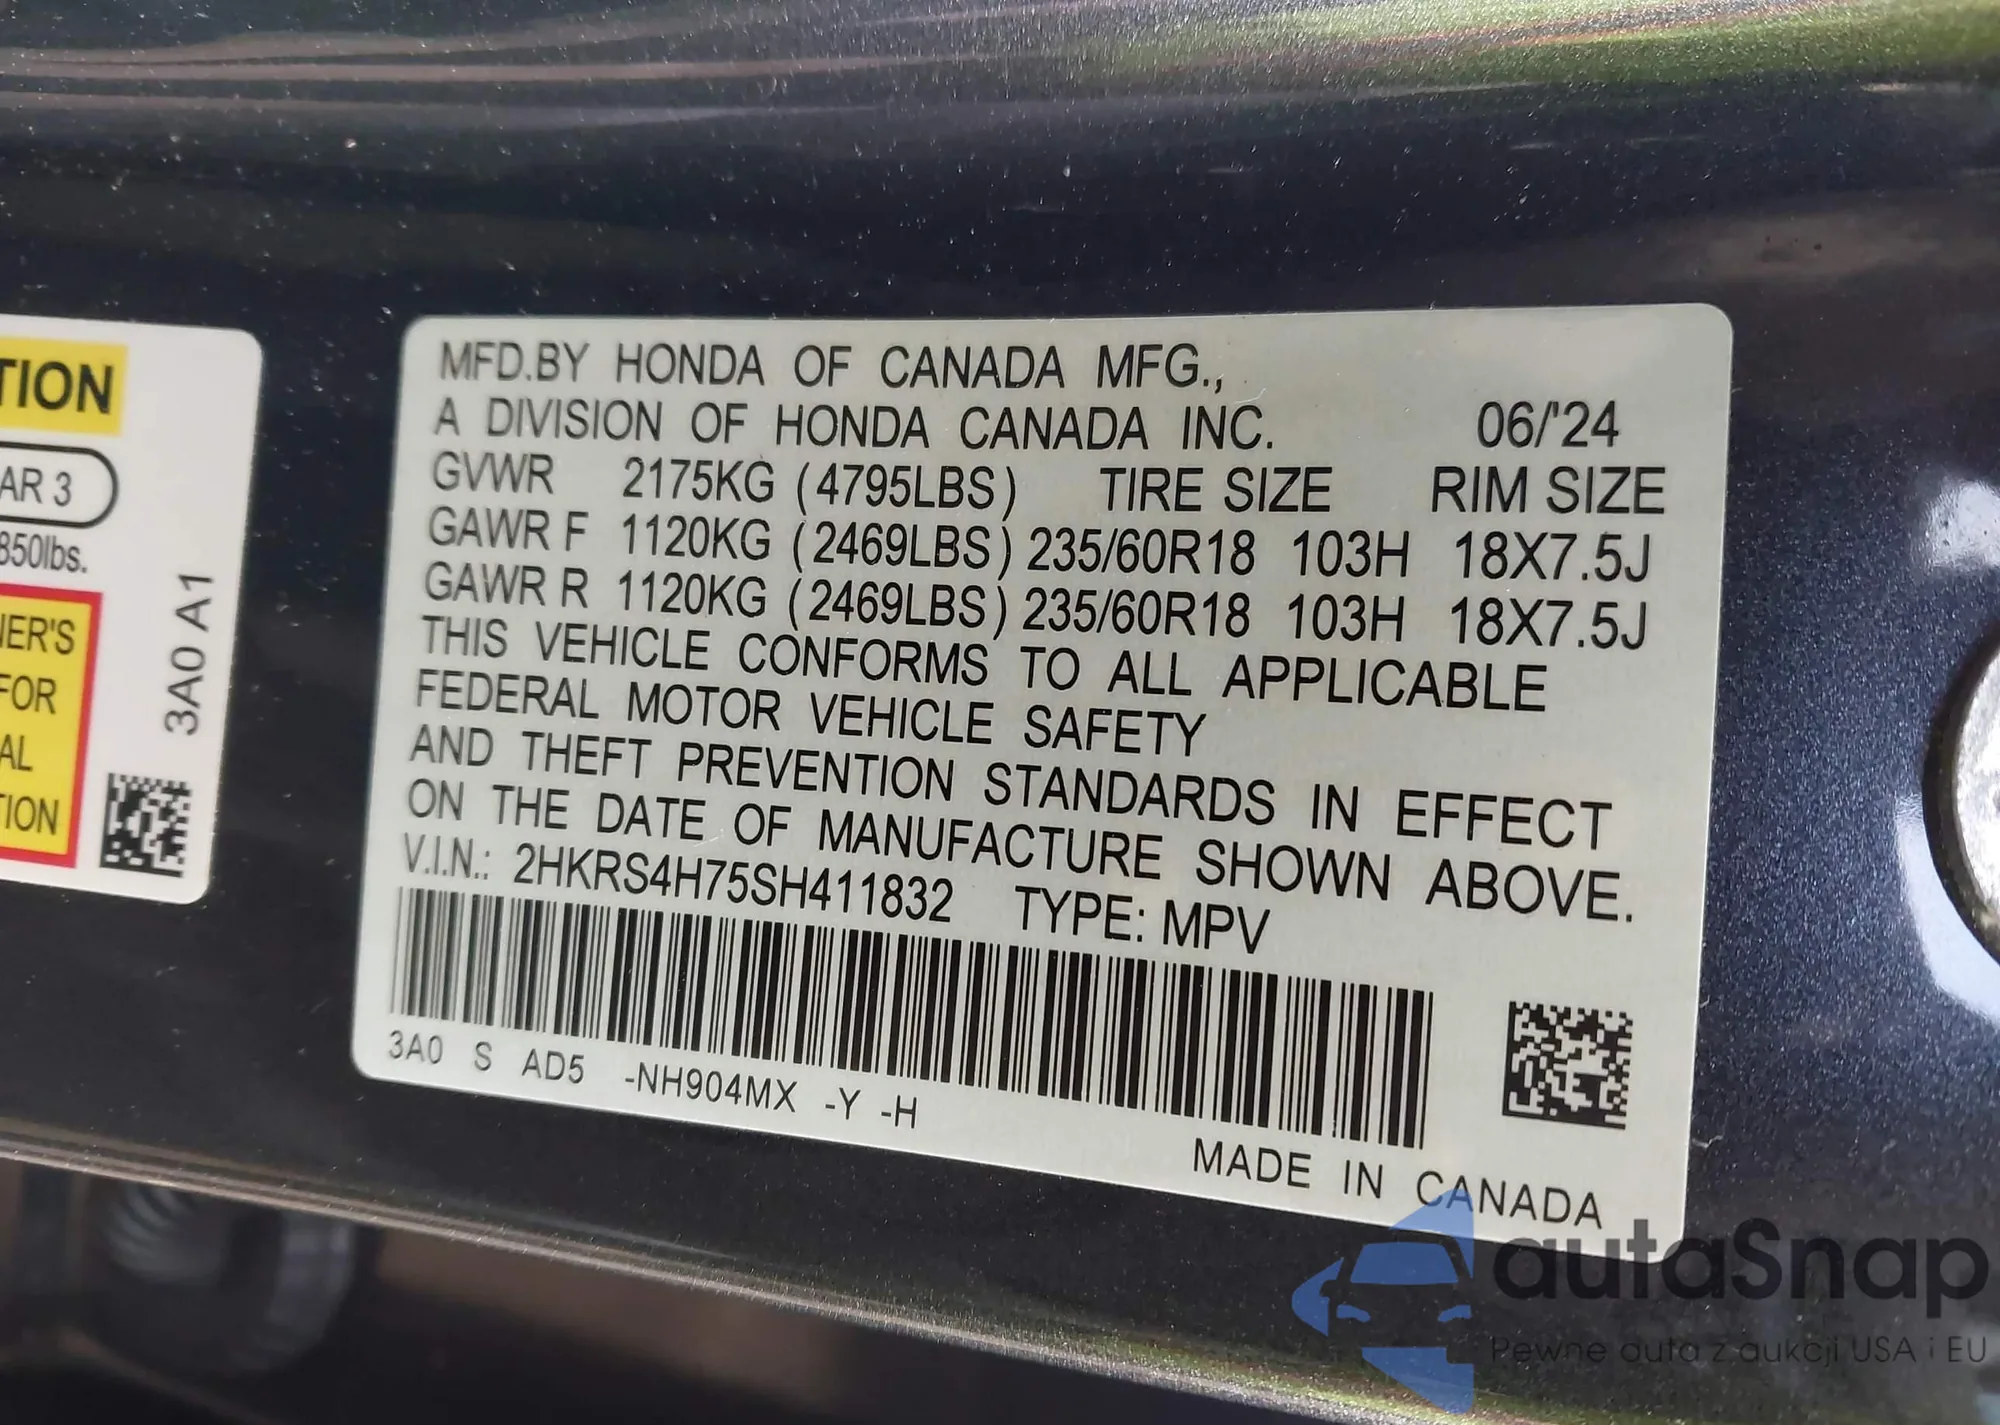 TION
AR 3
850lbs.
NER'S
FOR
AL
TION
3A0 A1
MFD.BY HONDA OF CANADA MFG.,
A DIVISION OF HONDA CANADA INC. 06/'24
GVWR 2175KG (4795LBS) TIRE SIZE RIM SIZE
GAWR F 1120KG (2469LBS) 235/60R18 103H 18X7.5J
GAWR R 1120KG (2469LBS) 235/60R18 103H 18X7.5J
THIS VEHICLE CONFORMS TO ALL APPLICABLE
FEDERAL MOTOR VEHICLE SAFETY
AND THEFT PREVENTION STANDARDS IN EFFECT
ON THE DATE OF MANUFACTURE SHOWN ABOVE.
V.I.N.: 2HKRS4H75SH411832 TYPE: MPV
3A0 S AD5 -NH904MX -Y -H
MADE IN CANADA
autaSnap
Pewne auta z aukcji USA i EU